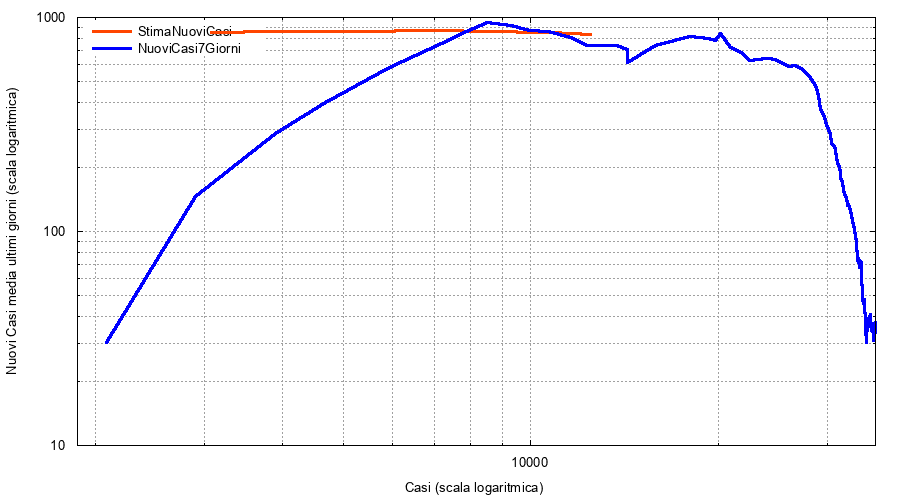 1000
StimaNuoviCasi
NuoviCasi7Giorni
Nuovi Casi media ultimi giorni (scala logaritmica)
100
10
10000
Casi (scala logaritmica)